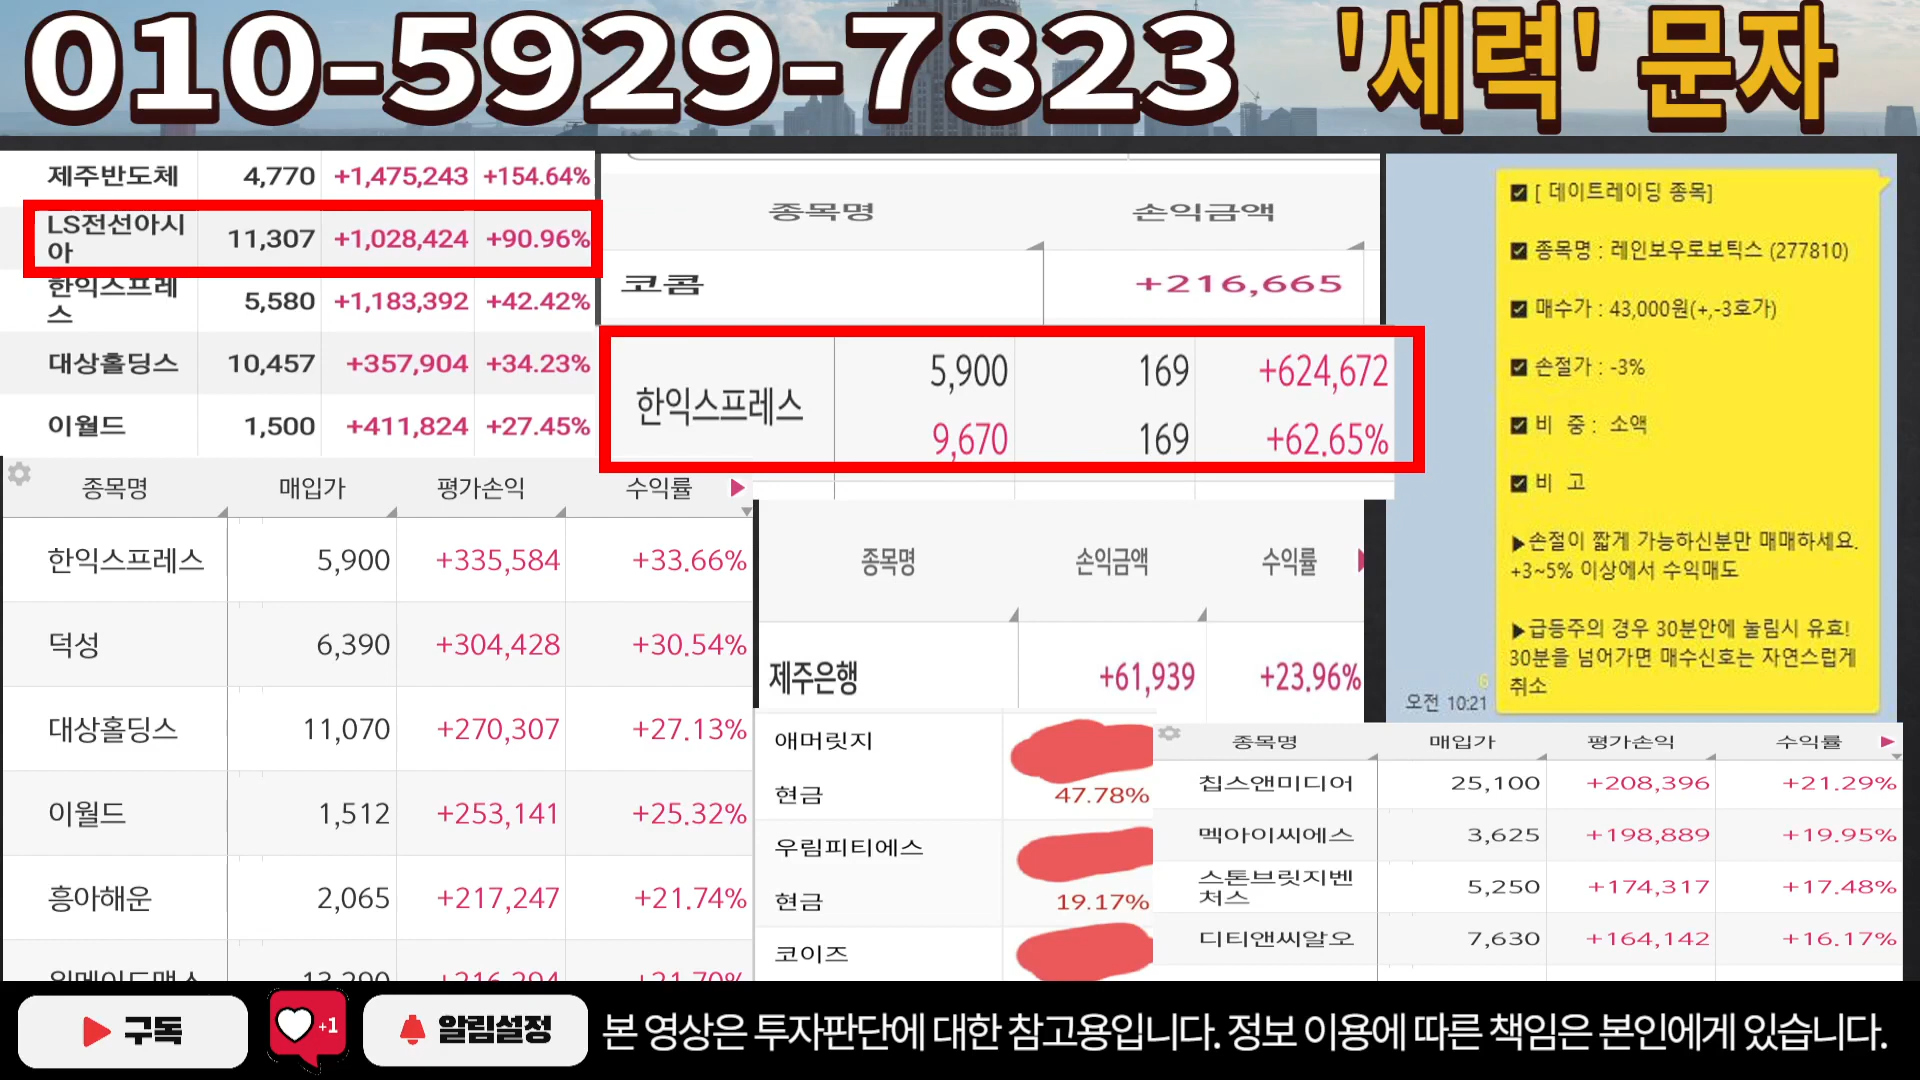 010-5929-7823 '세력' 문자
제주반도체 4,770 +1,475,243 +154.64%
LS전선아시아 11,307 +1,028,424 +90.96%
한익스프레스 5,580 +1,183,392 +42.42%
대상홀딩스 10,457 +357,904 +34.23%
이월드 1,500 +411,824 +27.45%
종목명 손익금액
코콤 +216,665
한익스프레스 5,900 169 +624,672
9,670 169 +62.65%
[ 데이트레이딩 종목]
종목명 : 레인보우로보틱스 (277810)
매수가 : 43,000원(+,-3호가)
손절가 : -3%
비 중 : 소액
비 고
▶손절이 짧게 가능하신분만 매매하세요.
+3~5% 이상에서 수익매도
▶급등주의 경우 30분안에 눌림시 유효!
30분을 넘어가면 매수신호는 자연스럽게
취소
6
오전 10:21
종목명 매입가 평가손익 수익률
한익스프레스 5,900 +335,584 +33.66%
덕성 6,390 +304,428 +30.54%
대상홀딩스 11,070 +270,307 +27.13%
이월드 1,512 +253,141 +25.32%
흥아해운 2,065 +217,247 +21.74%
종목명 손익금액 수익률
제주은행 +61,939 +23.96%
애머릿지
현금 47.78%
우림피티에스
현금 19.17%
코이즈
종목명 매입가 평가손익 수익률
칩스앤미디어 25,100 +208,396 +21.29%
멕아이씨에스 3,625 +198,889 +19.95%
스톤브릿지벤처스 5,250 +174,317 +17.48%
디티앤씨알오 7,630 +164,142 +16.17%
구독 +1 알림설정 본 영상은 투자판단에 대한 참고용입니다. 정보 이용에 따른 책임은 본인에게 있습니다.